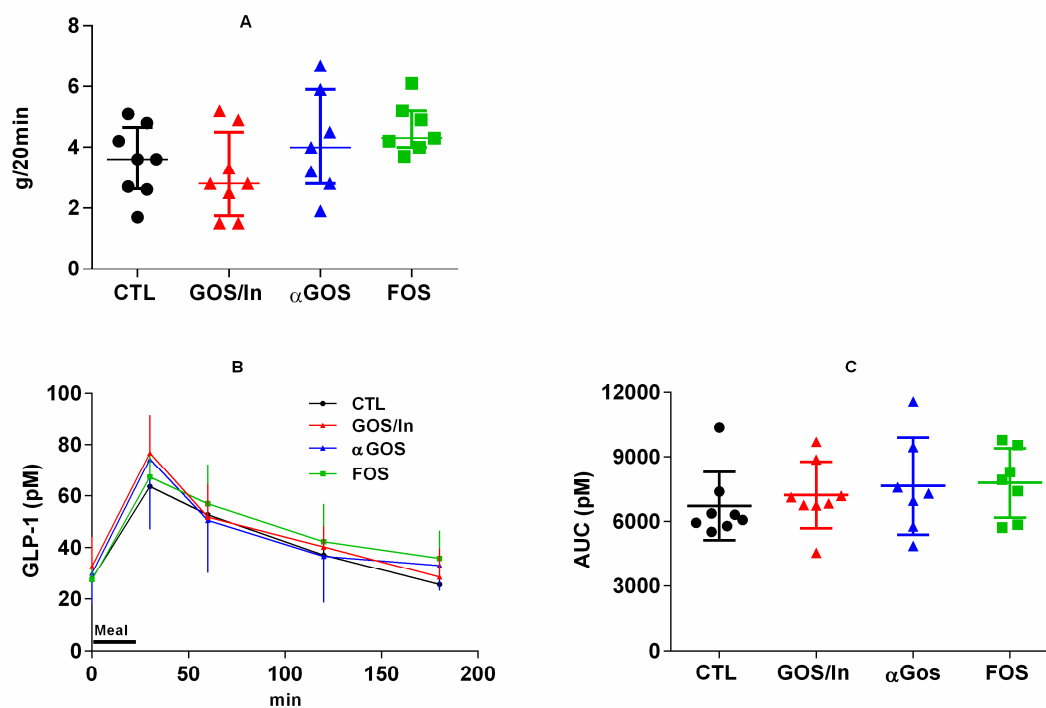 A
g/20min
8
6
4
2
0
CTL GOS/In αGOS FOS
B
GLP-1 (pM)
100
80
60
40
20
0
CTL
GOS/In
αGOS
FOS
Meal
0 50 100 150 200
min
C
AUC (pM)
12000
9000
6000
3000
0
CTL GOS/In αGos FOS